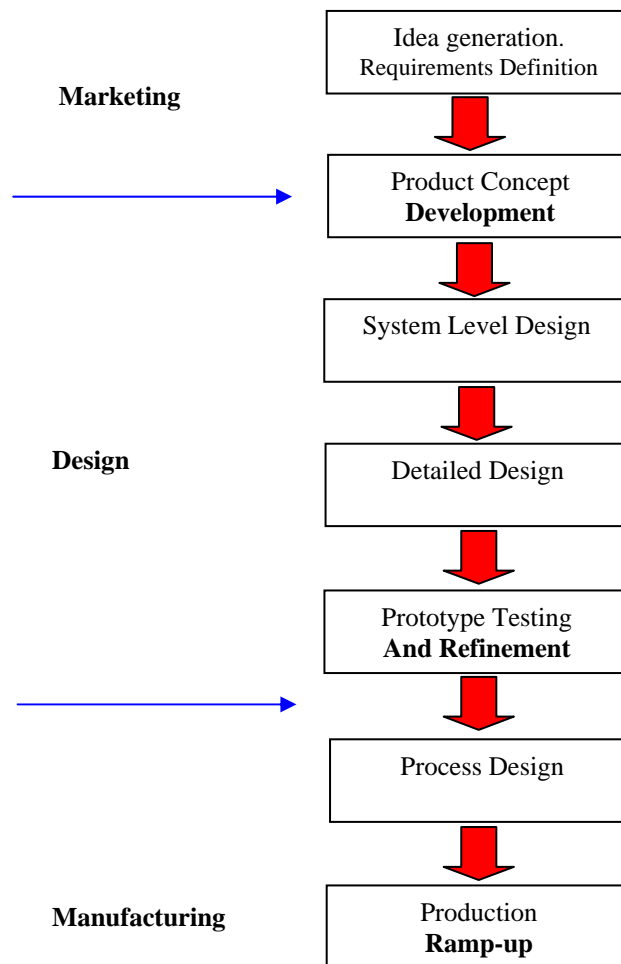 Idea generation.
Requirements Definition
Marketing
Product Concept
Development
System Level Design
Design
Detailed Design
Prototype Testing
And Refinement
Process Design
Manufacturing
Production
Ramp-up